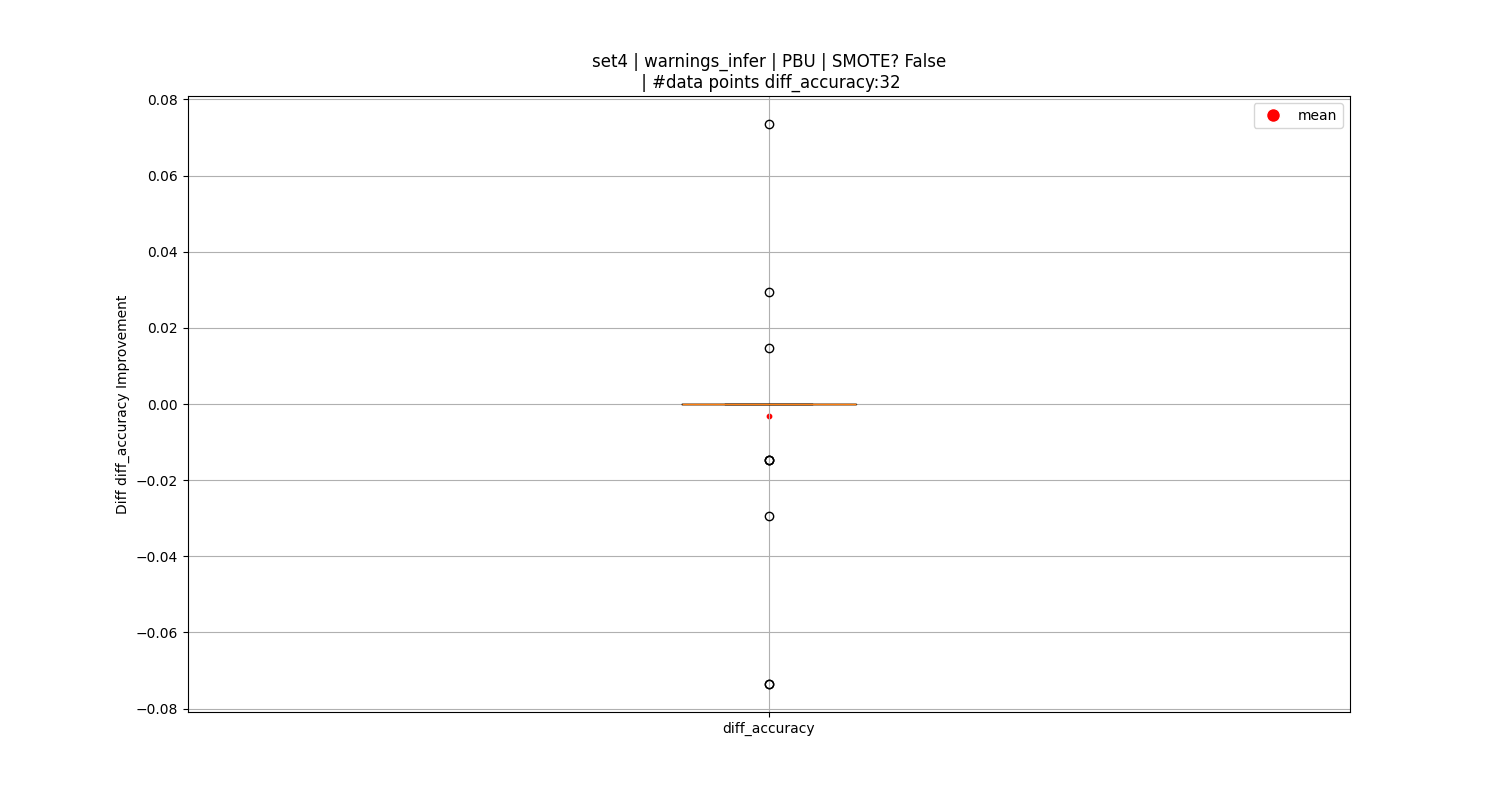 set4 | warnings_infer | PBU | SMOTE? False
| #data points diff_accuracy:32
mean
Diff diff_accuracy Improvement
0.08
0.06
0.04
0.02
0.00
−0.02
−0.04
−0.06
−0.08
diff_accuracy